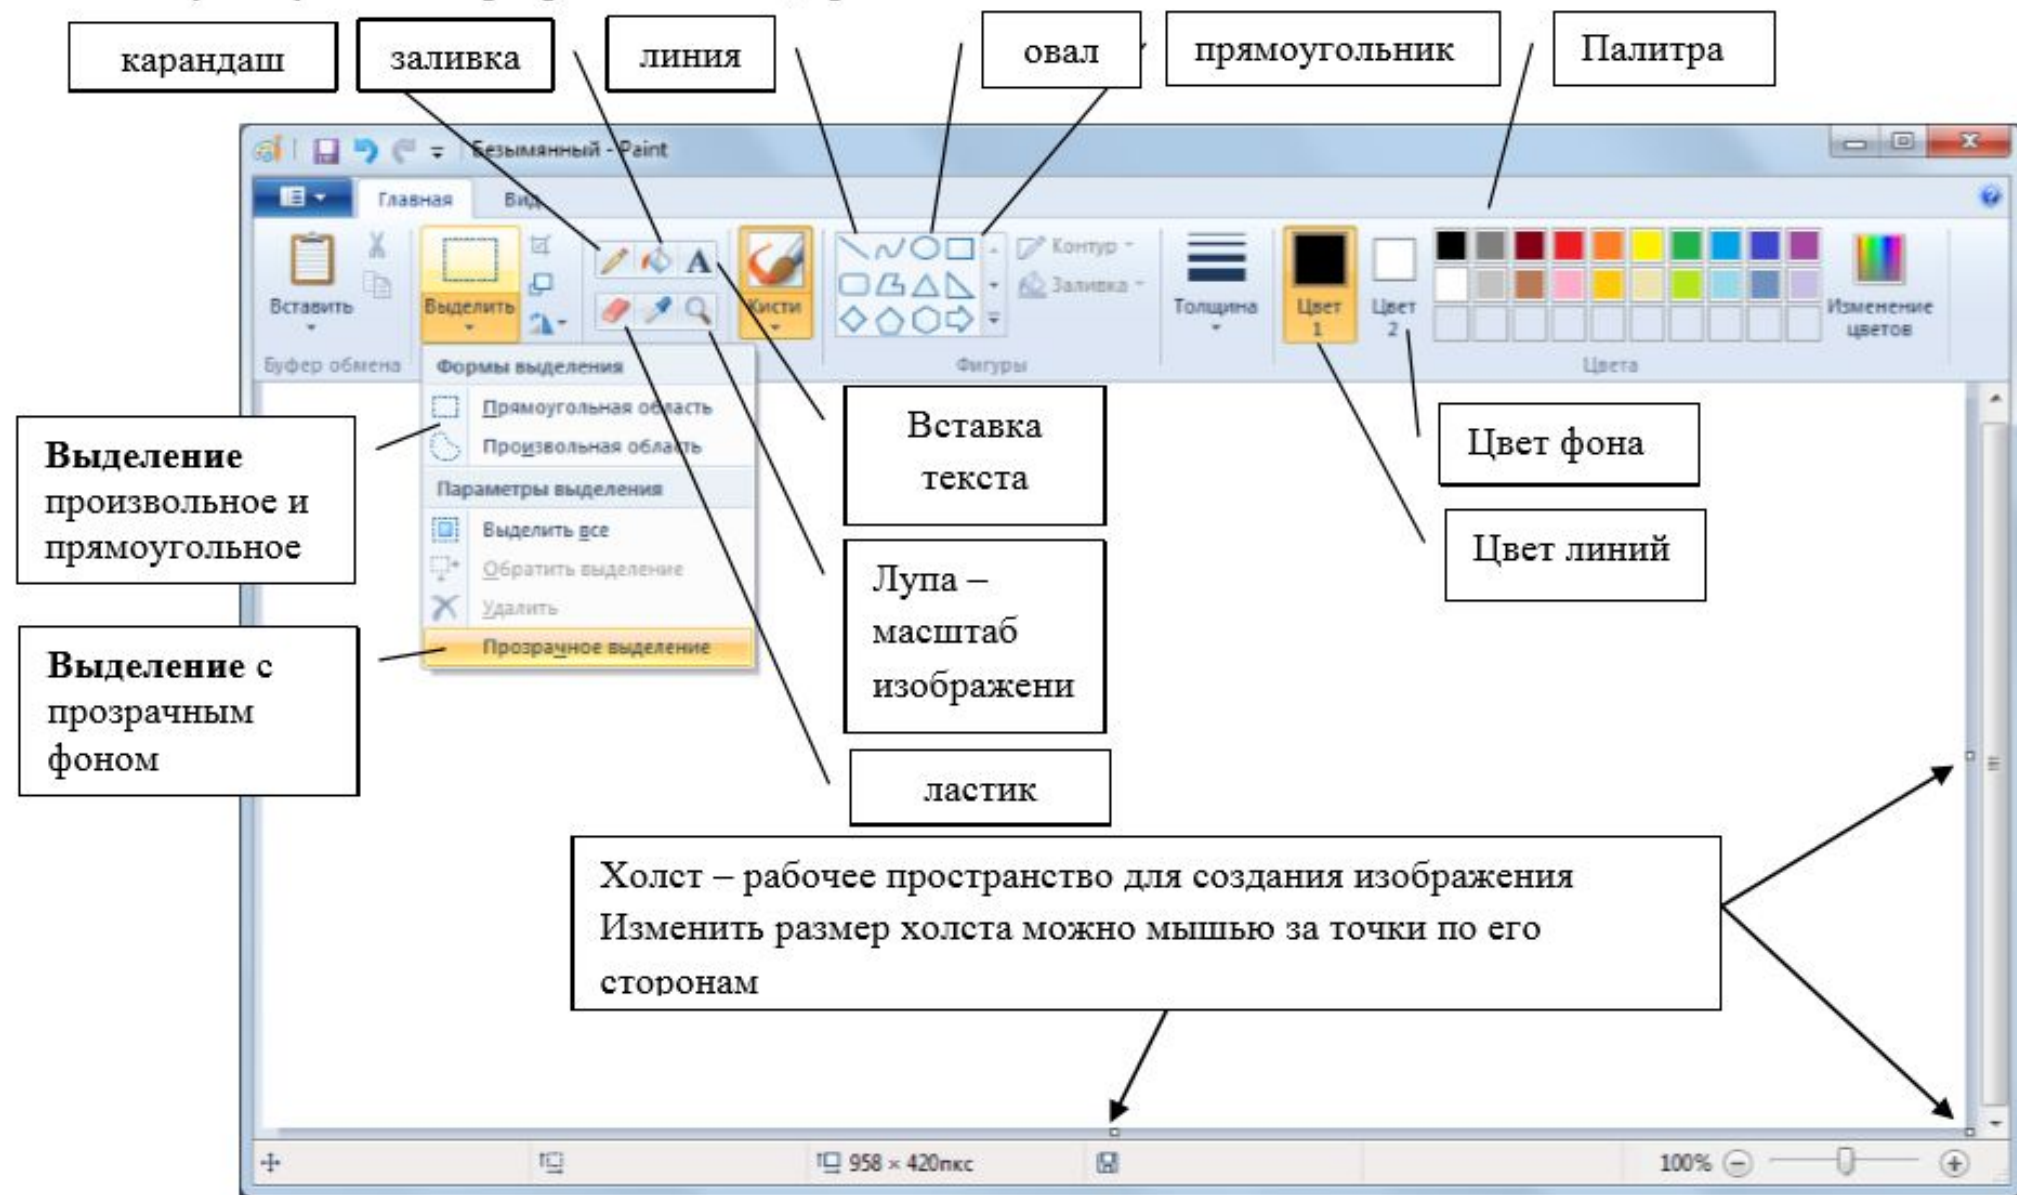 карандаш
заливка
линия
овал
прямоугольник
Палитра
Безымянный - Paint
Главная
Вид
Вставить
Выделить
Кисти
Контур
Заливка
Толщина
Цвет
1
Цвет
2
Изменение
цветов
Буфер обмена
Фигуры
Цвета
Формы выделения
Прямоугольная область
Произвольная область
Параметры выделения
Выделить все
Обратить выделение
Удалить
Прозрачное выделение
Выделение
произвольное и
прямоугольное
Выделение с
прозрачным
фоном
Вставка
текста
Лупа –
масштаб
изображени
ластик
Цвет фона
Цвет линий
Холст – рабочее пространство для создания изображения
Изменить размер холста можно мышью за точки по его
сторонам
958 × 420пкс
100%